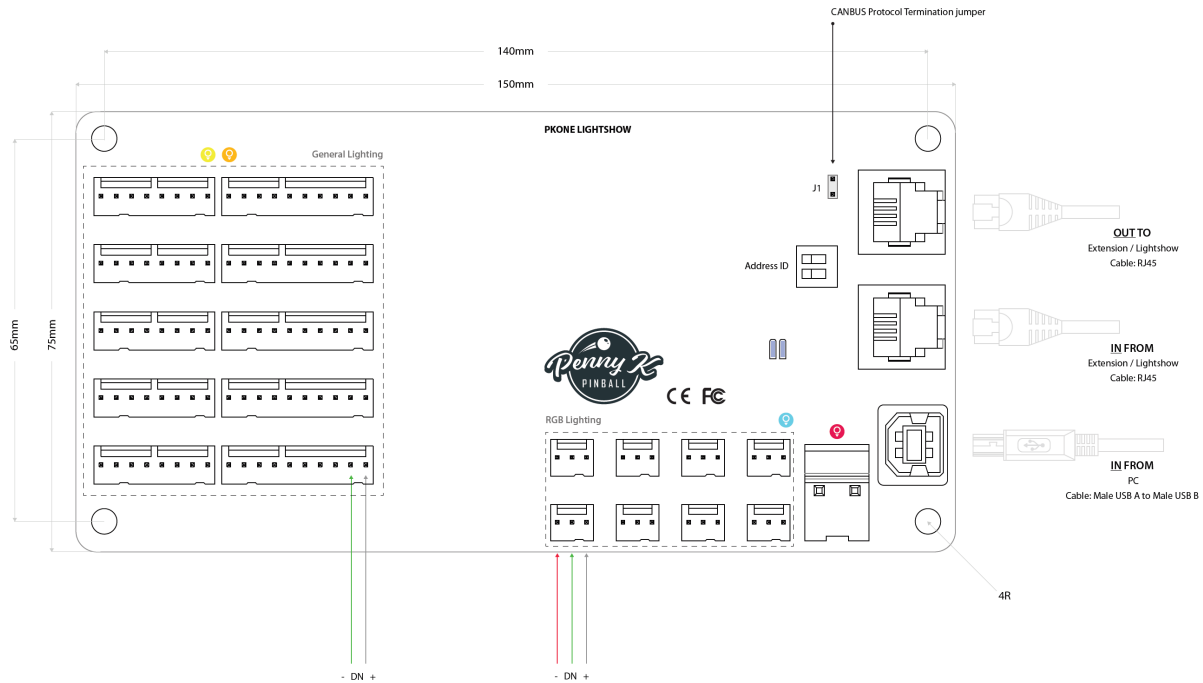 CANBUS Protocol Termination jumper
140mm
150mm
PKONE LIGHTSHOW
General Lighting
J1
OUT TO
Extension / Lightshow
Cable: RJ45
Address ID
65mm
75mm
Penny K
PINBALL
CE FC
IN FROM
Extension / Lightshow
Cable: RJ45
RGB Lighting
IN FROM
PC
Cable: Male USB A to Male USB B
4R
- DN +
- DN +